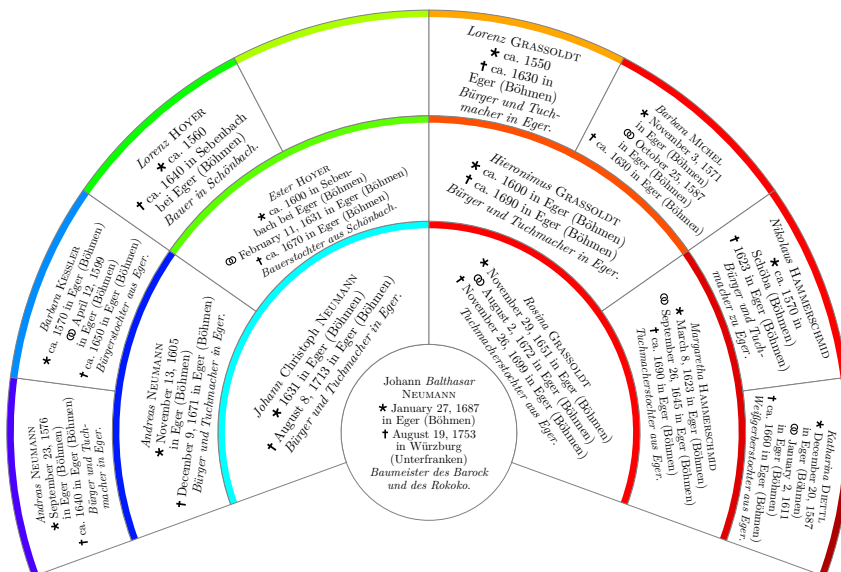 Johann Balthasar
NEUMANN
★ January 27, 1687
in Eger (Böhmen)
† August 19, 1753
in Würzburg
(Unterfranken)
Baumeister des Barock
und des Rokoko.
Johann Christoph NEUMANN
★ 1631 in Eger (Böhmen)
† August 8, 1713 in Eger (Böhmen)
Bürger und Tuchmacher in Eger.
Rosina GRASSOLDT
★ November 29, 1651 in Eger (Böhmen)
⚭ August 2, 1672 in Eger (Böhmen)
† November 26, 1699 in Eger (Böhmen)
Tuchmacherstochter aus Eger.
Andreas NEUMANN
★ November 13, 1605
in Eger (Böhmen)
† December 9, 1671 in Eger (Böhmen)
Bürger und Tuchmacher in Eger.
Ester HOYER
★ ca. 1600 in Seben-
bach bei Eger (Böhmen)
⚭ February 11, 1631 in Eger (Böhmen)
† ca. 1670 in Eger (Böhmen)
Bauerstochter aus Schönbach.
Hieronimus GRASSOLDT
★ ca. 1600 in Eger (Böhmen)
† ca. 1690 in Eger (Böhmen)
Bürger und Tuchmacher in Eger.
Margaretha HAMMERSCHMID
★ March 8, 1623 in Eger (Böhmen)
⚭ September 26, 1645 in Eger (Böhmen)
† ca. 1690 in Eger (Böhmen)
Tuchmacherstochter aus Eger.
Andreas NEUMANN
★ September 23, 1576
in Eger (Böhmen)
† ca. 1640 in Eger (Böhmen)
Bürger und Tuch-
macher in Eger.
Barbara KESSLER
★ ca. 1570 in Eger (Böhmen)
⚭ April 12, 1599
in Eger (Böhmen)
† ca. 1650 in Eger (Böhmen)
Bürgerstochter aus Eger.
Lorenz HOYER
★ ca. 1560
† ca. 1640 in Sebenbach
bei Eger (Böhmen)
Bauer in Schönbach.
Lorenz GRASSOLDT
★ ca. 1550
† ca. 1630 in
Eger (Böhmen)
Bürger und Tuch-
macher in Eger.
Barbara MICHEL
★ November 3, 1571
in Eger (Böhmen)
⚭ October 25, 1587
in Eger (Böhmen)
† ca. 1630 in Eger (Böhmen)
Nikolaus HAMMERSCHMID
★ ca. 1570 in
Schöba (Böhmen)
† 1623 in Eger (Böhmen)
Bürger und Tuch-
macher zu Eger.
Katharina DIETTL
★ December 20, 1587
in Eger (Böhmen)
⚭ January 2, 1611
in Eger (Böhmen)
† ca. 1660 in Eger (Böhmen)
Weißgerberstochter aus Eger.